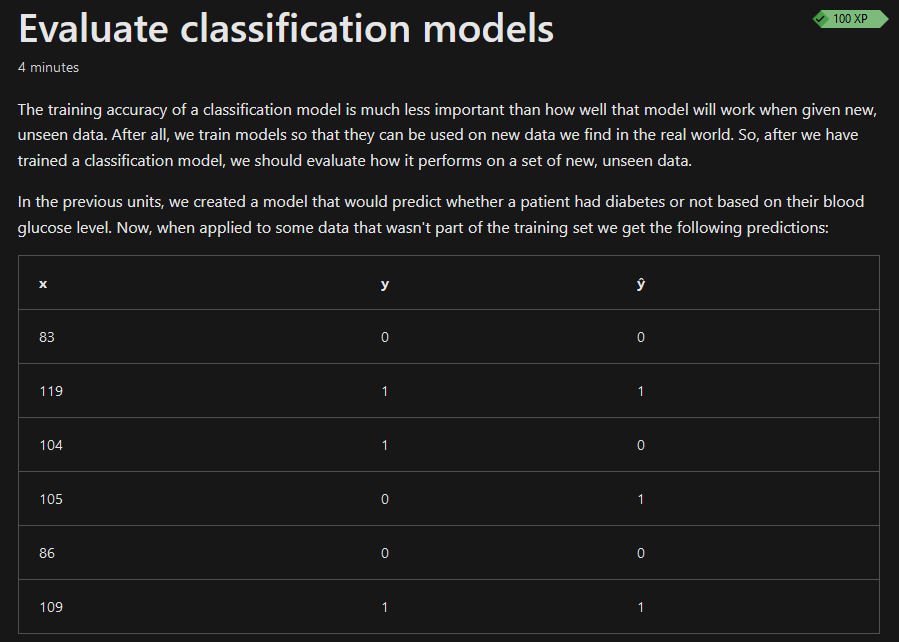 Evaluate classification models
100 XP
4 minutes
The training accuracy of a classification model is much less important than how well that model will work when given new,
unseen data. After all, we train models so that they can be used on new data we find in the real world. So, after we have
trained a classification model, we should evaluate how it performs on a set of new, unseen data.
In the previous units, we created a model that would predict whether a patient had diabetes or not based on their blood
glucose level. Now, when applied to some data that wasn't part of the training set we get the following predictions:
x y ŷ
83 0 0
119 1 1
104 1 0
105 0 1
86 0 0
109 1 1